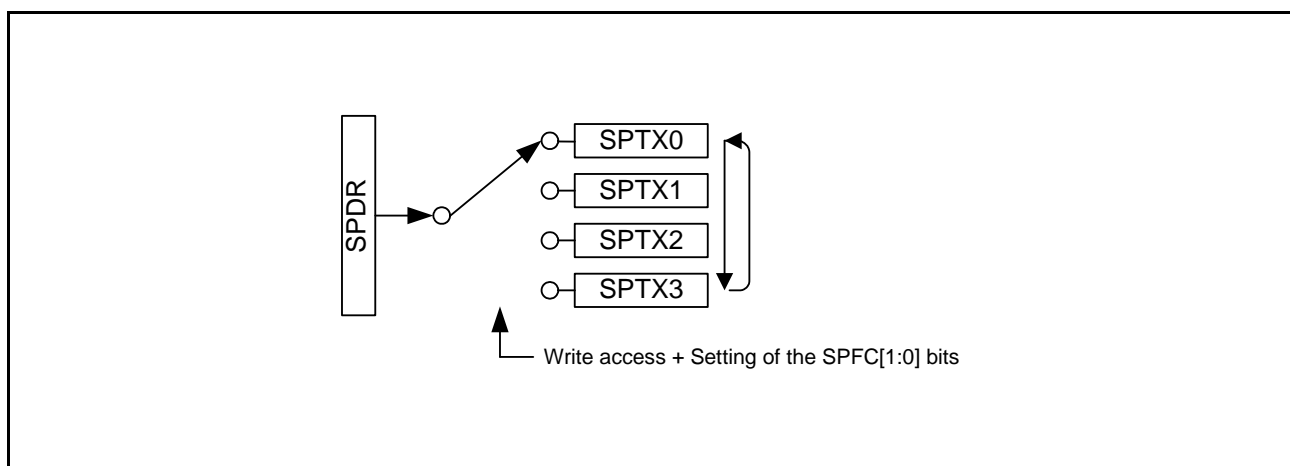 SPDR
SPTX0
SPTX1
SPTX2
SPTX3
Write access + Setting of the SPFC[1:0] bits